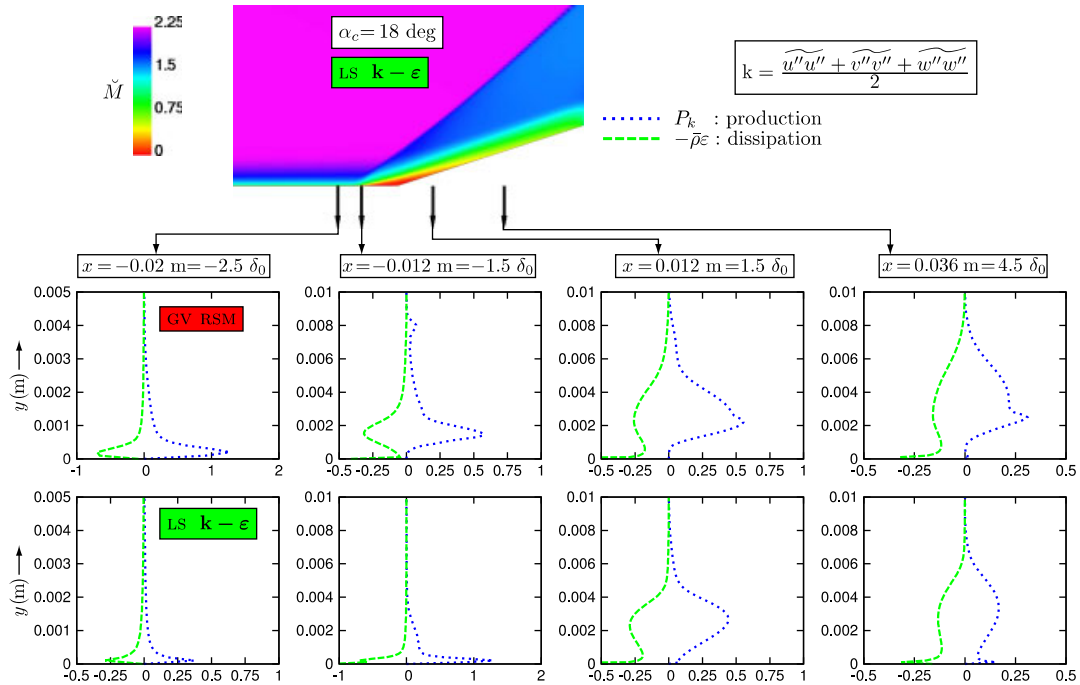 2.25
1.75
1.25
0.75
0
M̆
α_c=18 deg
LS k − ε
k = (u''u'' + v''v'' + w''w'') / 2
P_k : production
−ρ̄ε : dissipation
x=−0.02 m=−2.5 δ₀
x=−0.012 m=−1.5 δ₀
x=0.012 m=1.5 δ₀
x=0.036 m=4.5 δ₀
y(m)
0.005
0.004
0.003
0.002
0.001
0
-1 0 1 2
GV RSM
0.01
0.008
0.006
0.004
0.002
0
-0.5 -0.25 0 0.25 0.5 0.75 1
0.01
0.008
0.006
0.004
0.002
0
-0.5 -0.25 0 0.25 0.5 0.75 1
0.01
0.008
0.006
0.004
0.002
0
-0.5 -0.25 0 0.25 0.5
y(m)
0.005
0.004
0.003
0.002
0.001
0
-0.5 -0.25 0 0.25 0.5 0.75 1
LS k − ε
0.01
0.008
0.006
0.004
0.002
0
-1 0 1 2
0.01
0.008
0.006
0.004
0.002
0
-0.5 -0.25 0 0.25 0.5 0.75 1
0.01
0.008
0.006
0.004
0.002
0
-0.5 -0.25 0 0.25 0.5